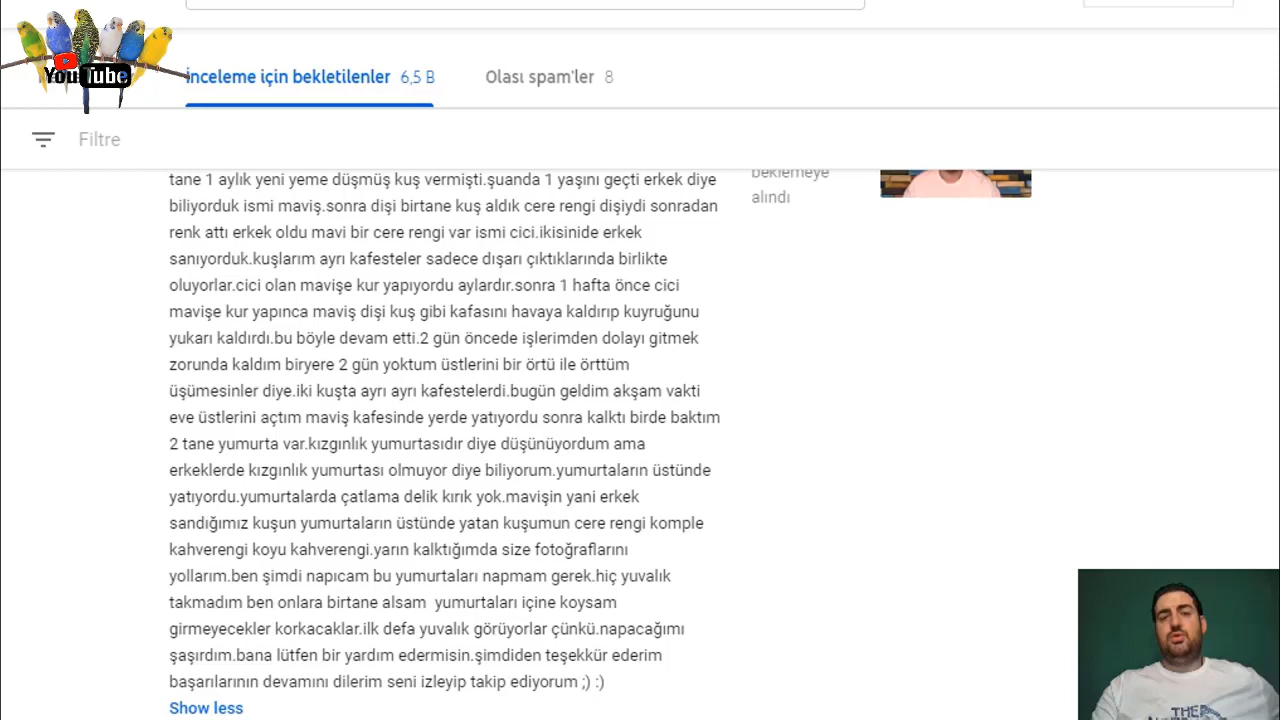 YouTube
İnceleme için bekletilenler 6,5 B
Olası spam'ler 8
Filtre
tane 1 aylık yeni yeme düşmüş kuş vermişti.şuanda 1 yaşını geçti erkek diye
biliyorduk ismi maviş.sonra dişi birtane kuş aldık cere rengi dişiydi sonradan
renk attı erkek oldu mavi bir cere rengi var ismi cici.ikisinide erkek
sanıyorduk.kuşlarım ayrı kafesteler sadece dışarı çıktıklarında birlikte
oluyorlar.cici olan mavişe kur yapıyordu aylardır.sonra 1 hafta önce cici
mavişe kur yapınca maviş dişi kuş gibi kafasını havaya kaldırıp kuyruğunu
yukarı kaldırdı.bu böyle devam etti.2 gün öncede işlerimden dolayı gitmek
zorunda kaldım biryere 2 gün yoktum üstlerini bir örtü ile örttüm
üşümesinler diye.iki kuşta ayrı ayrı kafestelerdi.bugün geldim akşam vakti
eve üstlerini açtım maviş kafesinde yerde yatıyordu sonra kalktı birde baktım
2 tane yumurta var.kızgınlık yumurtasıdır diye düşünüyordum ama
erkeklerde kızgınlık yumurtası olmuyor diye biliyorum.yumurtaların üstünde
yatıyordu.yumurtalarda çatlama delik kırık yok.mavişin yani erkek
sandığımız kuşun yumurtaların üstünde yatan kuşumun cere rengi komple
kahverengi koyu kahverengi.yarın kalktığımda size fotoğraflarını
yollarım.ben şimdi napıcam bu yumurtaları napmam gerek.hiç yuvalık
takmadım ben onlara birtane alsam yumurtaları içine koysam
girmeyecekler korkacaklar.ilk defa yuvalık görüyorlar çünkü.napacağımı
şaşırdım.bana lütfen bir yardım edermisin.şimdiden teşekkür ederim
başarılarının devamını dilerim seni izleyip takip ediyorum ;) :)
Show less
beklemeye
alındı
THE